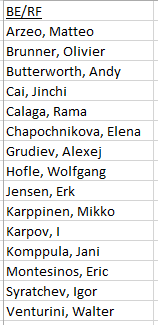 BE/RF
Arzeo, Matteo
Brunner, Olivier
Butterworth, Andy
Cai, Jinchi
Calaga, Rama
Chapochnikova, Elena
Grudiev, Alexej
Hofle, Wolfgang
Jensen, Erk
Karppinen, Mikko
Karpov, I
Komppula, Jani
Montesinos, Eric
Syratchev, Igor
Venturini, Walter